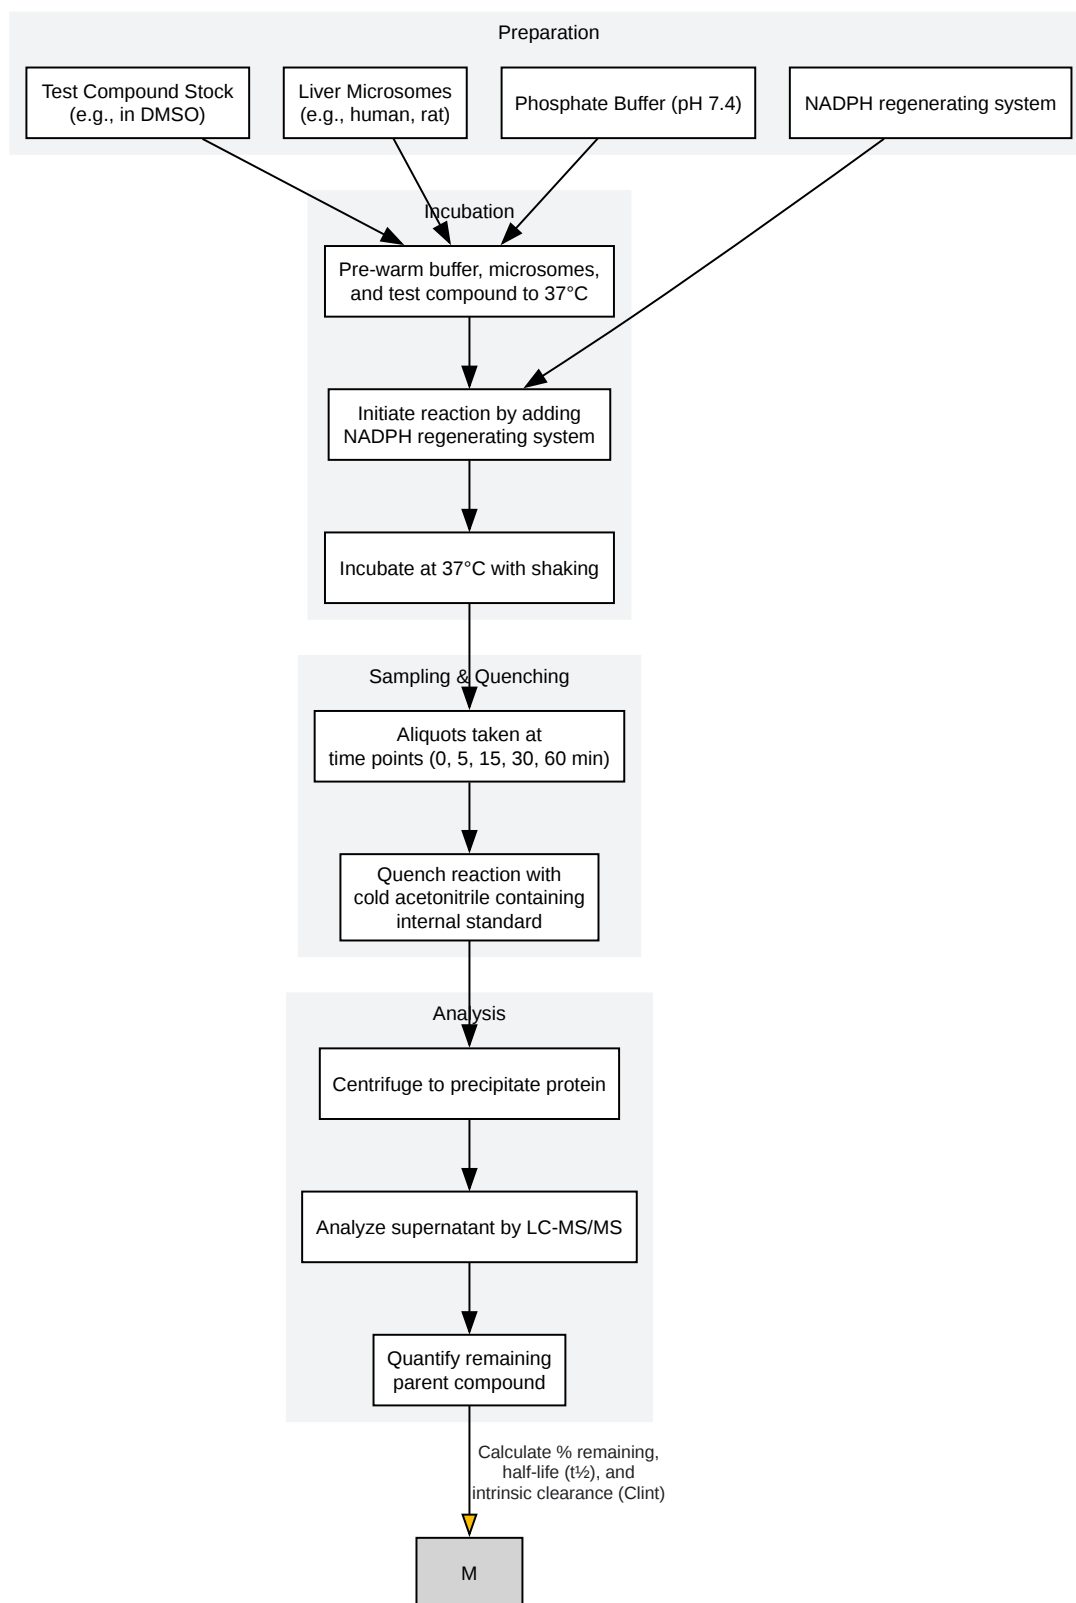 Preparation
Test Compound Stock
(e.g., in DMSO)
Liver Microsomes
(e.g., human, rat)
Phosphate Buffer (pH 7.4)
NADPH regenerating system
Incubation
Pre-warm buffer, microsomes,
and test compound to 37°C
Initiate reaction by adding
NADPH regenerating system
Incubate at 37°C with shaking
Sampling & Quenching
Aliquots taken at
time points (0, 5, 15, 30, 60 min)
Quench reaction with
cold acetonitrile containing
internal standard
Analysis
Centrifuge to precipitate protein
Analyze supernatant by LC-MS/MS
Quantify remaining
parent compound
Calculate % remaining,
half-life (t½), and
intrinsic clearance (Clint)
M